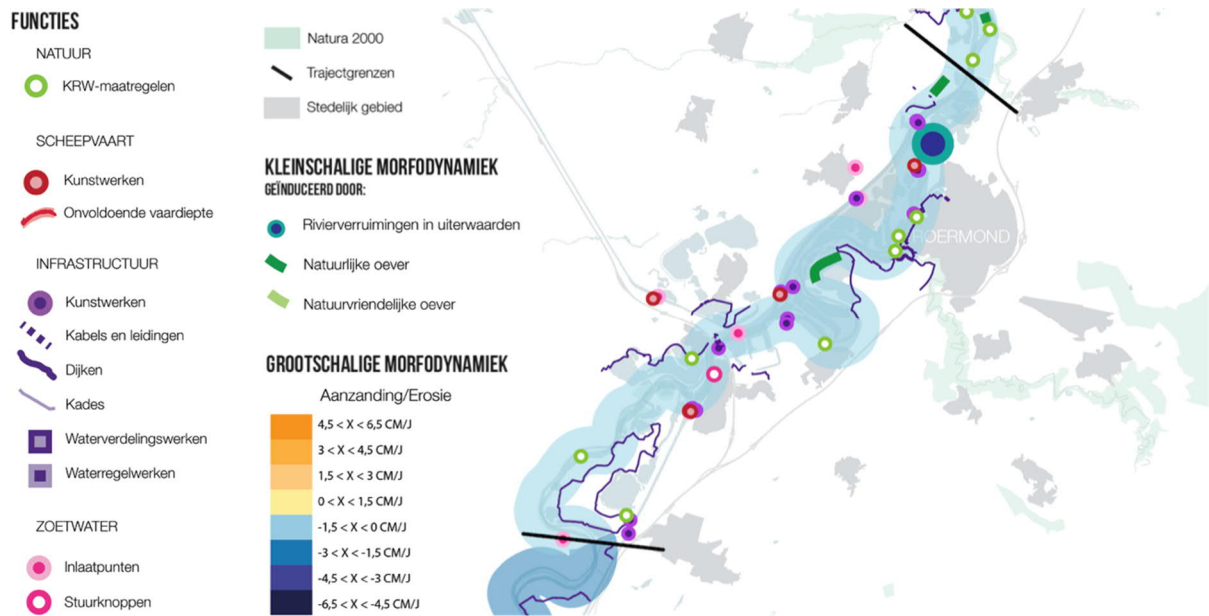 FUNCTIES
NATUUR
KRW-maatregelen
SCHEEPVAART
Kunstwerken
Onvoldoende vaardiepte
INFRASTRUCTUUR
Kunstwerken
Kabels en leidingen
Dijken
Kades
Waterverdelingswerken
Waterregelwerken
ZOETWATER
Inlaatpunten
Stuurknoppen
Natura 2000
Trajectgrenzen
Stedelijk gebied
KLEINSCHALIGE MORFODYNAMIEK
GEÏNDUCEERD DOOR:
Rivierverruimingen in uiterwaarden
Natuurlijke oever
Natuurvriendelijke oever
GROOTSCHALIGE MORFODYNAMIEK
Aanzanding/Erosie
4,5 < X < 6,5 CM/J
3 < X < 4,5 CM/J
1,5 < X < 3 CM/J
0 < X < 1,5 CM/J
-1,5 < X < 0 CM/J
-3 < X < -1,5 CM/J
-4,5 < X < -3 CM/J
-6,5 < X < -4,5 CM/J
ROERMOND